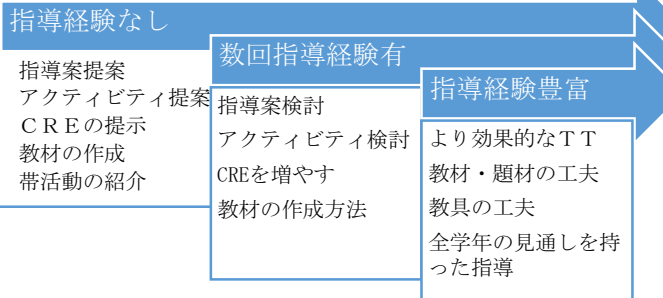 指導経験なし
指導案提案
アクティビティ提案
ＣＲＥの提示
教材の作成
帯活動の紹介
数回指導経験有
指導案検討
アクティビティ検討
CREを増やす
教材の作成方法
指導経験豊富
より効果的なＴＴ
教材・題材の工夫
教具の工夫
全学年の見通しを持
った指導